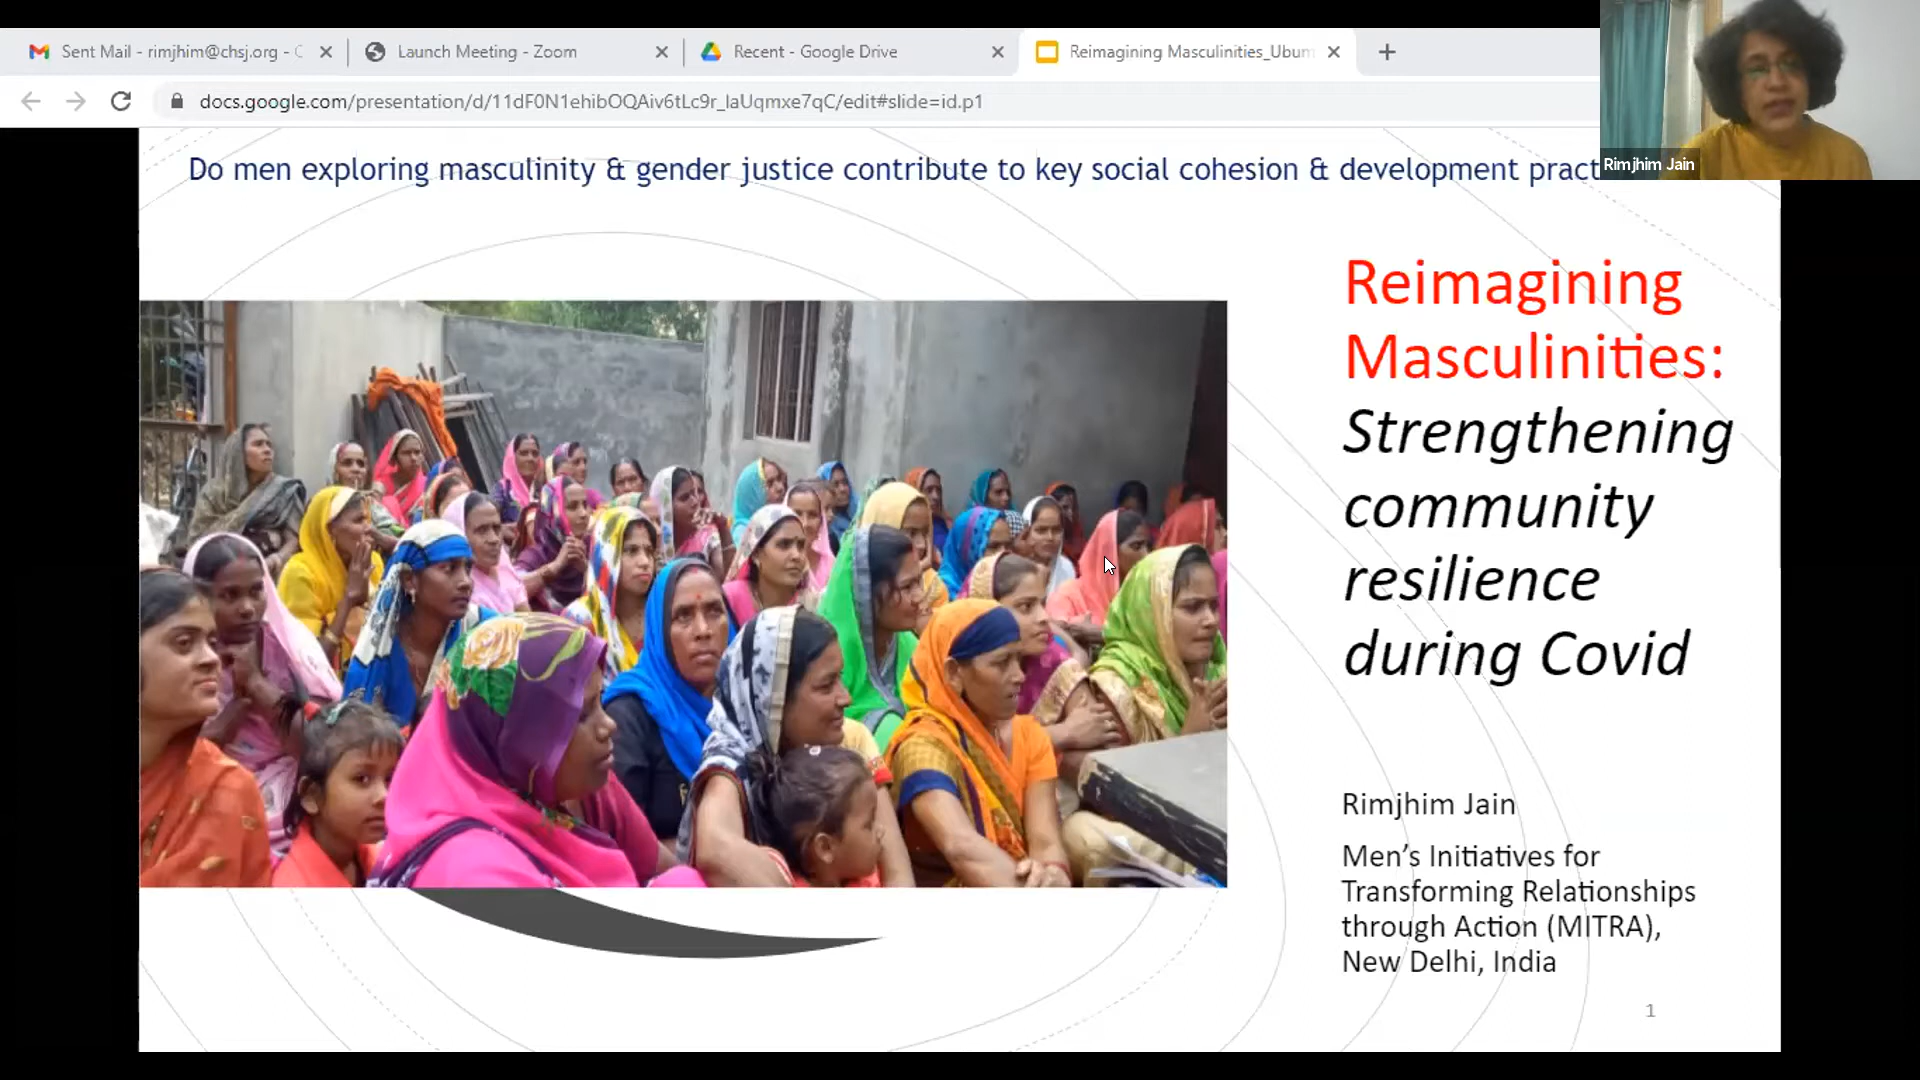 Sent Mail - rimjhim@chsj.org -
Launch Meeting - Zoom
Recent - Google Drive
Reimagining Masculinities_Ubum
docs.google.com/presentation/d/11dF0N1ehibOQAiv6tLc9r_laUqmxe7qC/edit#slide=id.p1
Rimjhim Jain
Do men exploring masculinity & gender justice contribute to key social cohesion & development pract
Reimagining
Masculinities:
Strengthening
community
resilience
during Covid
Rimjhim Jain
Men's Initiatives for
Transforming Relationships
through Action (MITRA),
New Delhi, India
1